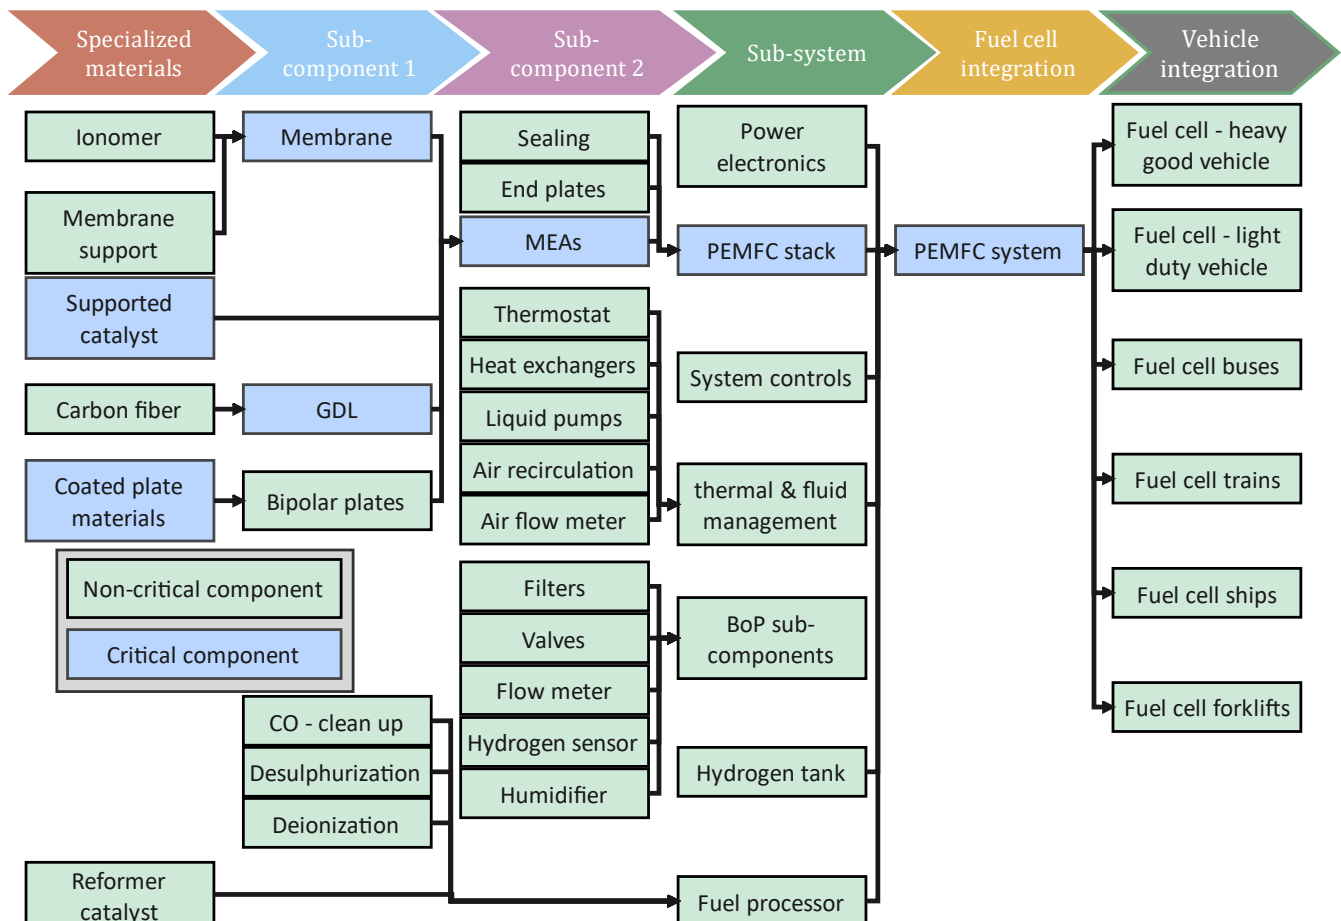 Specialized
materials
Sub-
component 1
Sub-
component 2
Sub-system
Fuel cell
integration
Vehicle
integration
Ionomer
Membrane
support
Supported
catalyst
Carbon fiber
Coated plate
materials
Non-critical component
Critical component
Reformer
catalyst
Membrane
GDL
Bipolar plates
CO - clean up
Desulphurization
Deionization
Sealing
End plates
MEAs
Thermostat
Heat exchangers
Liquid pumps
Air recirculation
Air flow meter
Filters
Valves
Flow meter
Hydrogen sensor
Humidifier
Power
electronics
PEMFC stack
System controls
thermal & fluid
management
BoP sub-
components
Hydrogen tank
Fuel processor
PEMFC system
Fuel cell - heavy
good vehicle
Fuel cell - light
duty vehicle
Fuel cell buses
Fuel cell trains
Fuel cell ships
Fuel cell forklifts